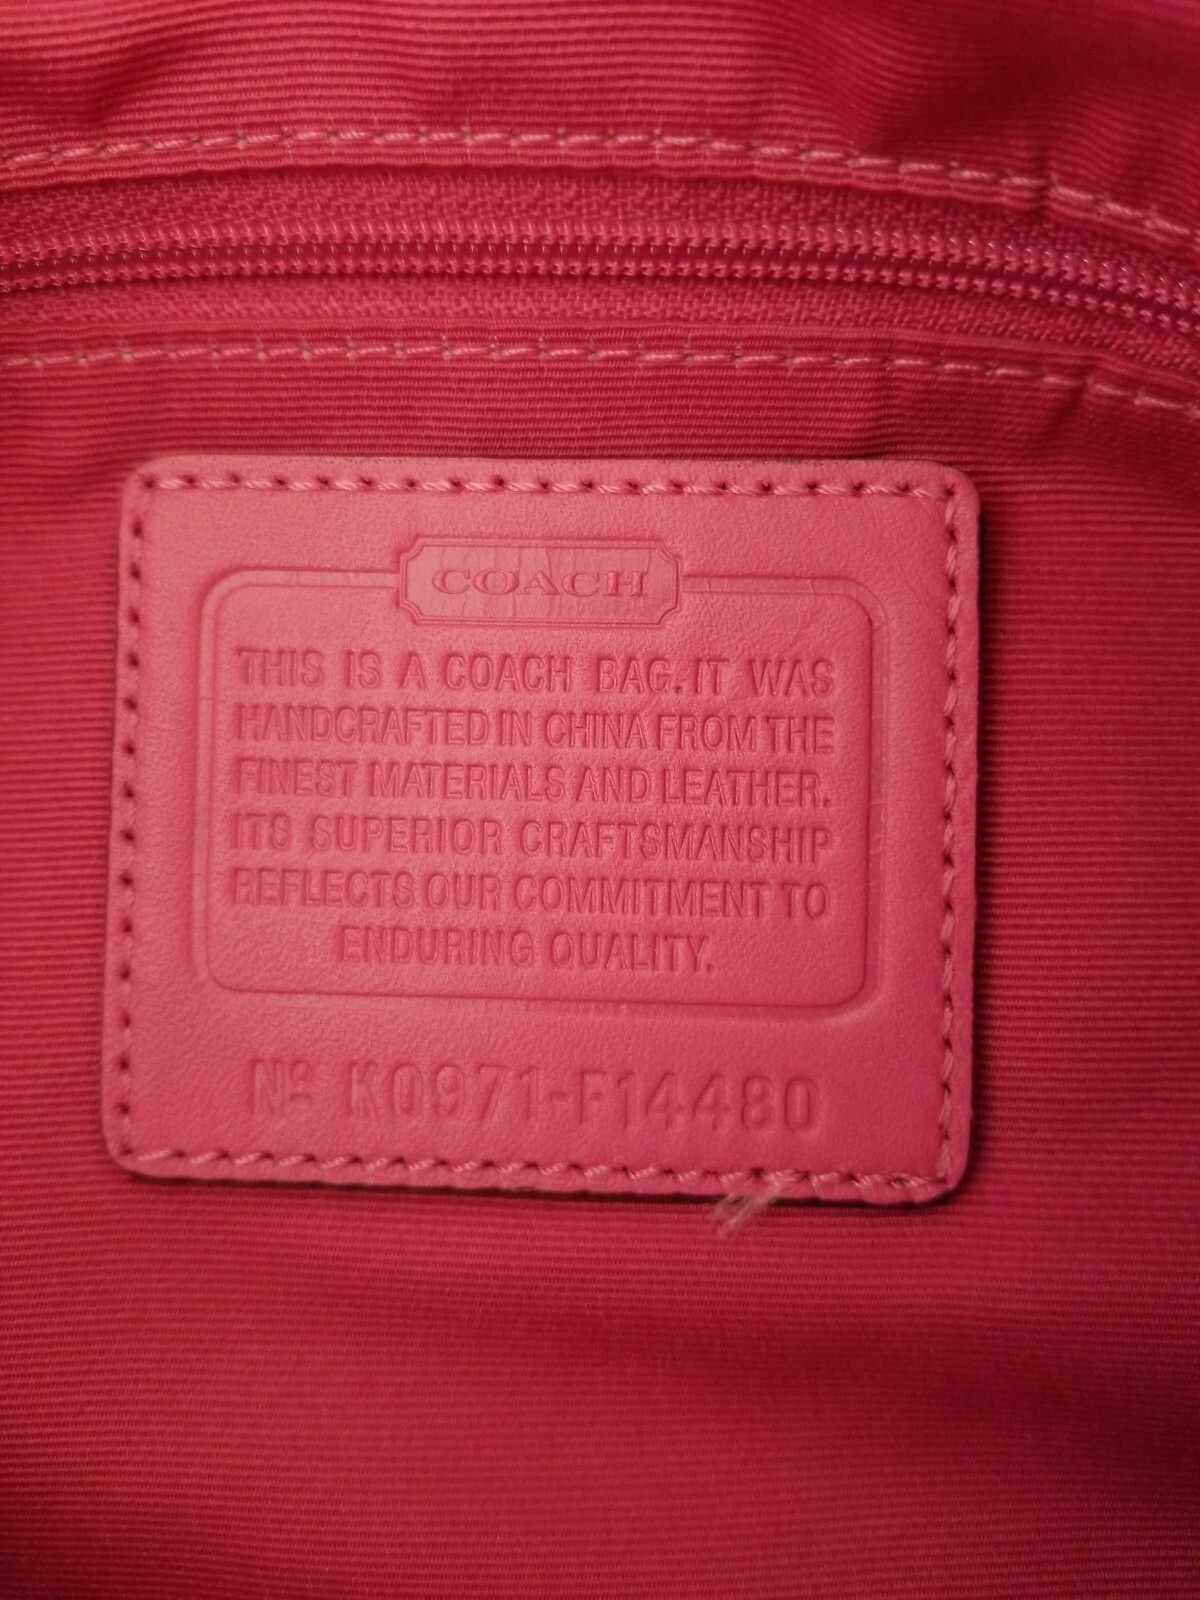 COACH
THIS IS A COACH BAG. IT WAS
HANDCRAFTED IN CHINA FROM THE
FINEST MATERIALS AND LEATHER.
ITS SUPERIOR CRAFTSMANSHIP
REFLECTS OUR COMMITMENT TO
ENDURING QUALITY.
Nº K0971-F14480